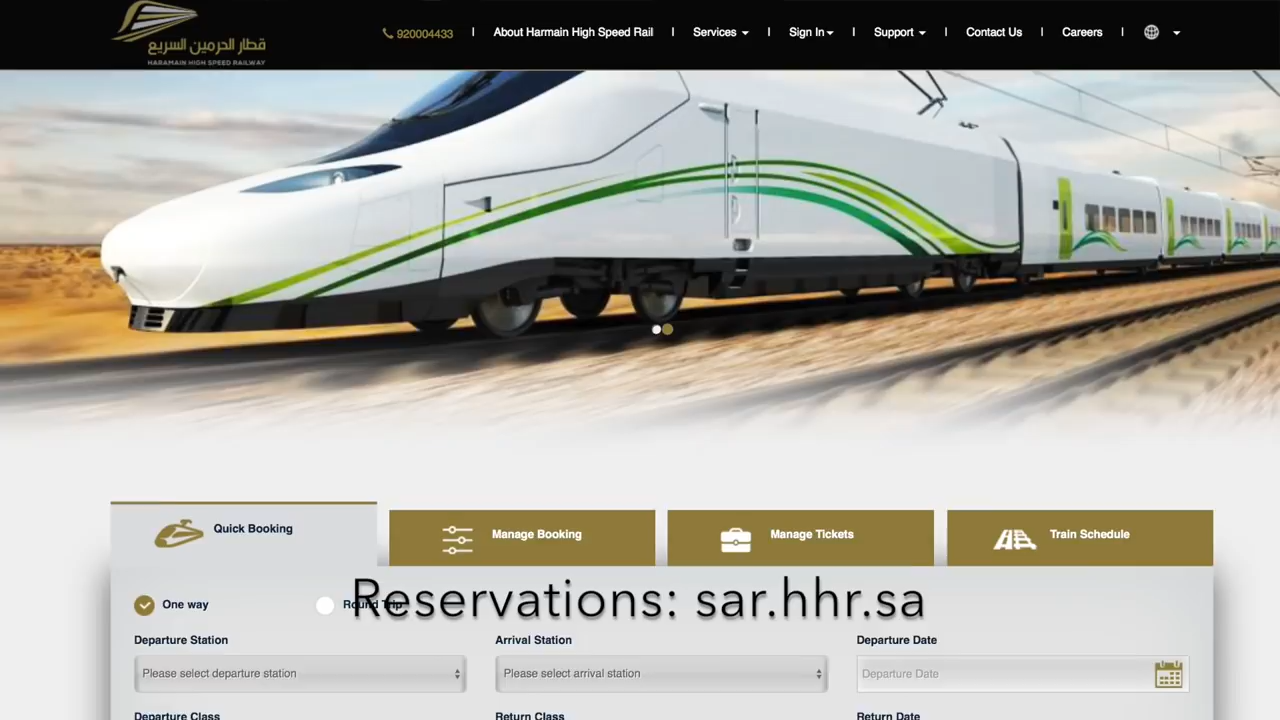 قطار الحرمين السريع
HARAMAIN HIGH SPEED RAILWAY
920004433
About Harmain High Speed Rail
Services
Sign In
Support
Contact Us
Careers
Quick Booking
Manage Booking
Manage Tickets
Train Schedule
One way
Round Trip
Reservations: sar.hhr.sa
Departure Station
Arrival Station
Departure Date
Please select departure station
Please select arrival station
Departure Date
Departure Class
Return Class
Return Date